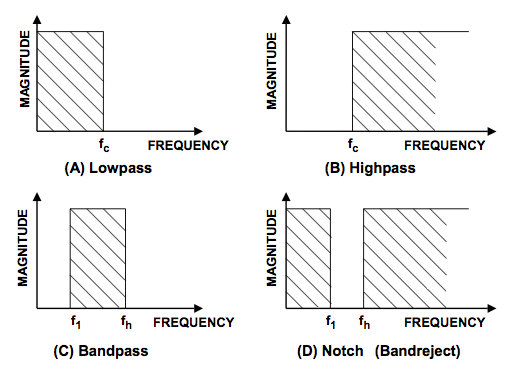 MAGNITUDE
fc FREQUENCY
(A) Lowpass
MAGNITUDE
fc FREQUENCY
(B) Highpass
MAGNITUDE
f1 fh FREQUENCY
(C) Bandpass
MAGNITUDE
f1 fh FREQUENCY
(D) Notch (Bandreject)